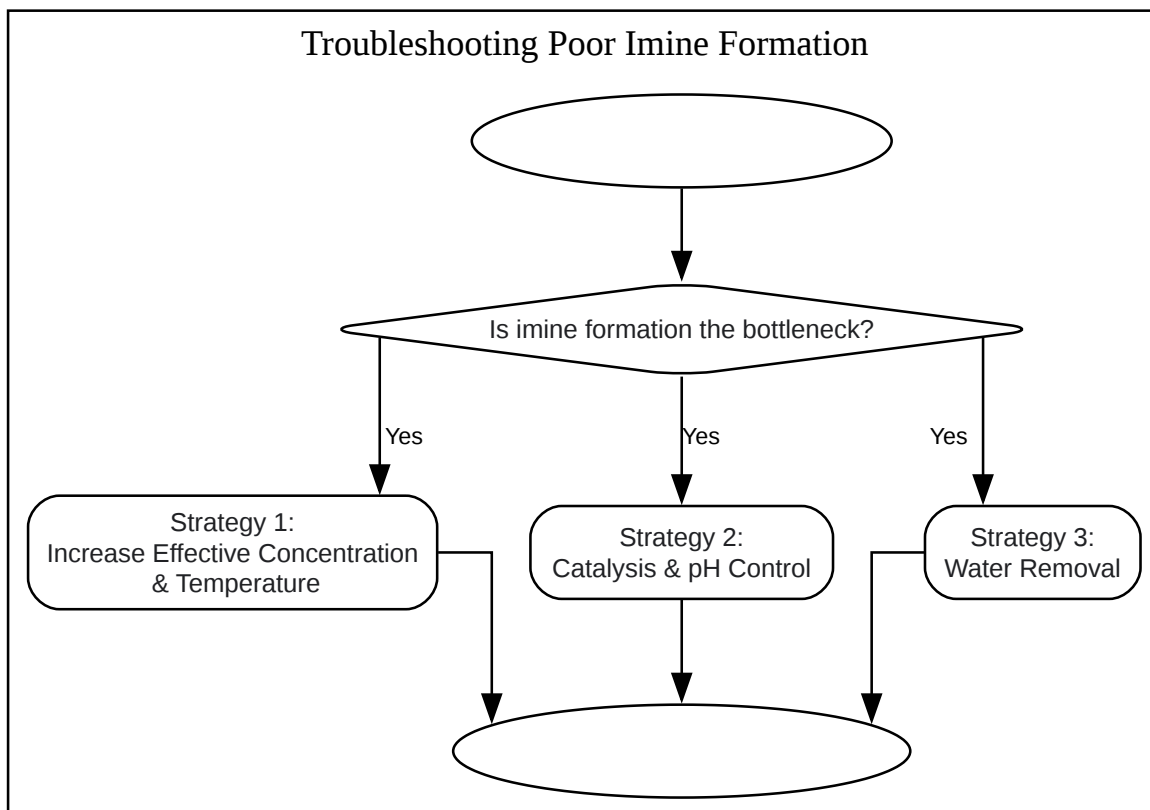 Troubleshooting Poor Imine Formation
Is imine formation the bottleneck?
Yes
Yes
Yes
Strategy 1:
Increase Effective Concentration
& Temperature
Strategy 2:
Catalysis & pH Control
Strategy 3:
Water Removal